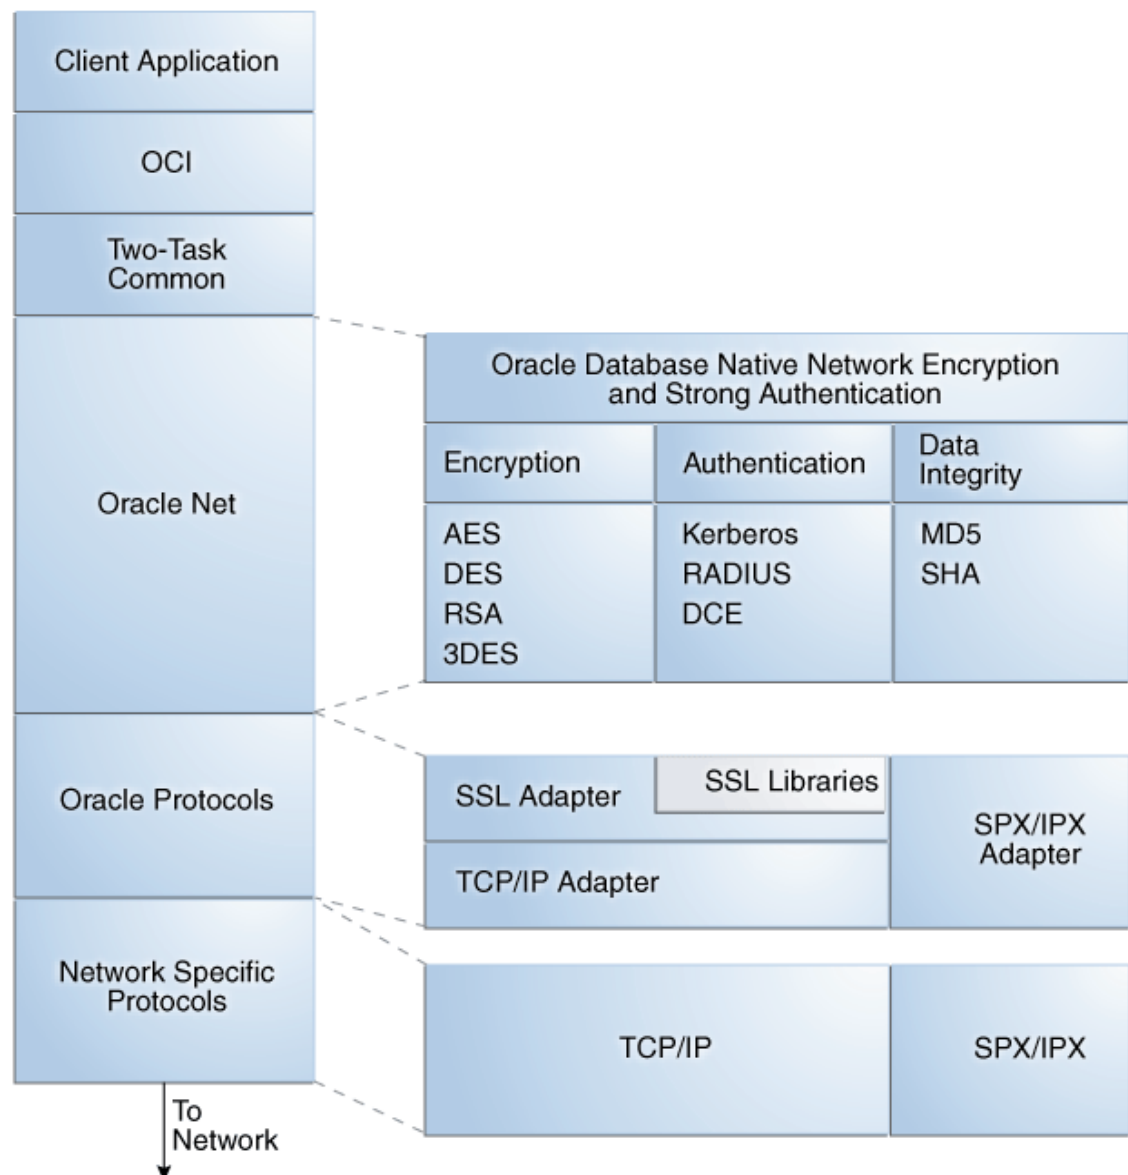 Client Application
OCI
Two-Task
Common
Oracle Net
Oracle Protocols
Network Specific
Protocols
To
Network
Oracle Database Native Network Encryption
and Strong Authentication
Encryption
AES
DES
RSA
3DES
Authentication
Kerberos
RADIUS
DCE
Data
Integrity
MD5
SHA
SSL Adapter
SSL Libraries
TCP/IP Adapter
SPX/IPX
Adapter
TCP/IP
SPX/IPX